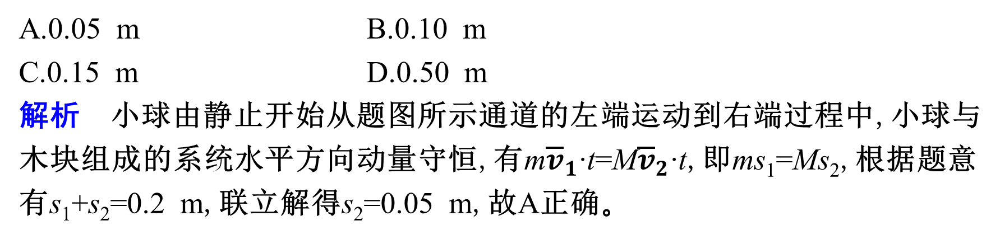 A.0.05 m B.0.10 m
C.0.15 m D.0.50 m
解析 小球由静止开始从题图所示通道的左端运动到右端过程中, 小球与
木块组成的系统水平方向动量守恒, 有m\overline{v}₁·t=M\overline{v}₂·t, 即ms₁=Ms₂, 根据题意
有s₁+s₂=0.2 m, 联立解得s₂=0.05 m, 故A正确。